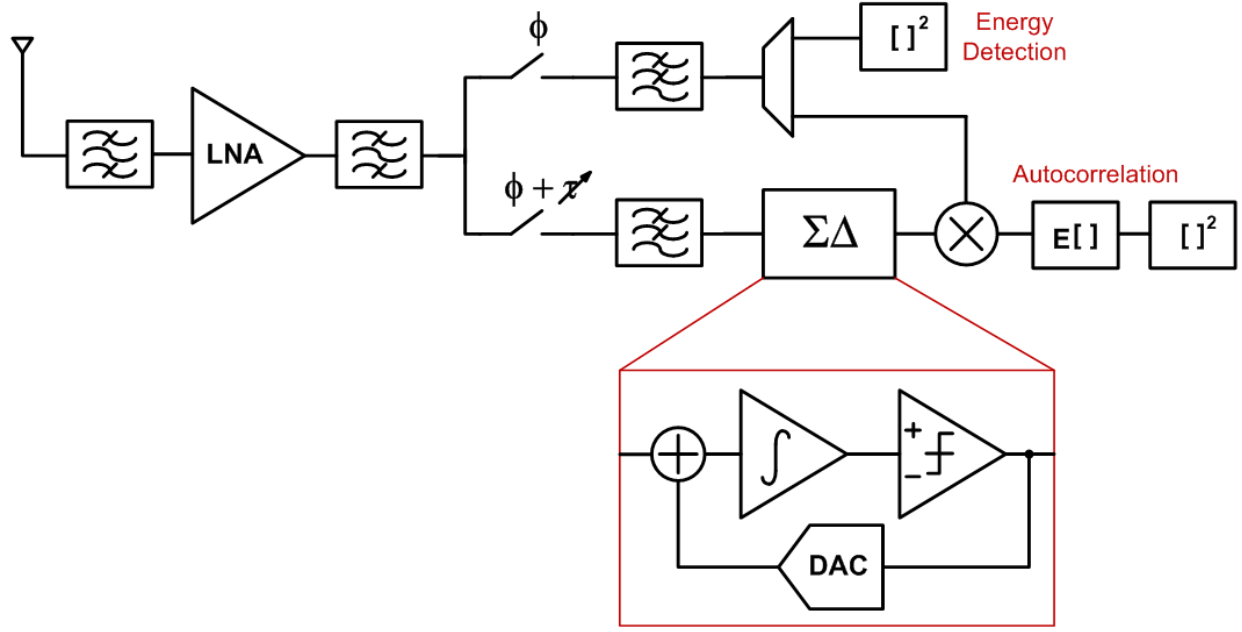 ϕ
[ ]²
Energy
Detection
LNA
ϕ + τ
ΣΔ
Autocorrelation
E[ ]
[ ]²
∫
+
−
DAC